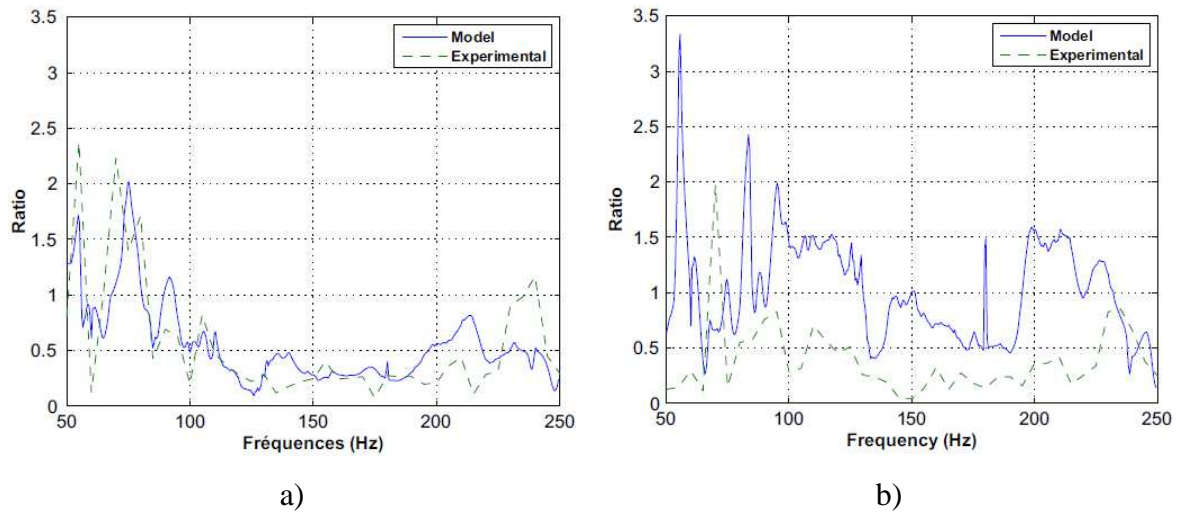 3.5
3
2.5
2
1.5
1
0.5
0
Ratio
50
100
150
200
250
Fréquences (Hz)
Model
Experimental
a)
3.5
3
2.5
2
1.5
1
0.5
0
Ratio
50
100
150
200
250
Frequency (Hz)
Model
Experimental
b)